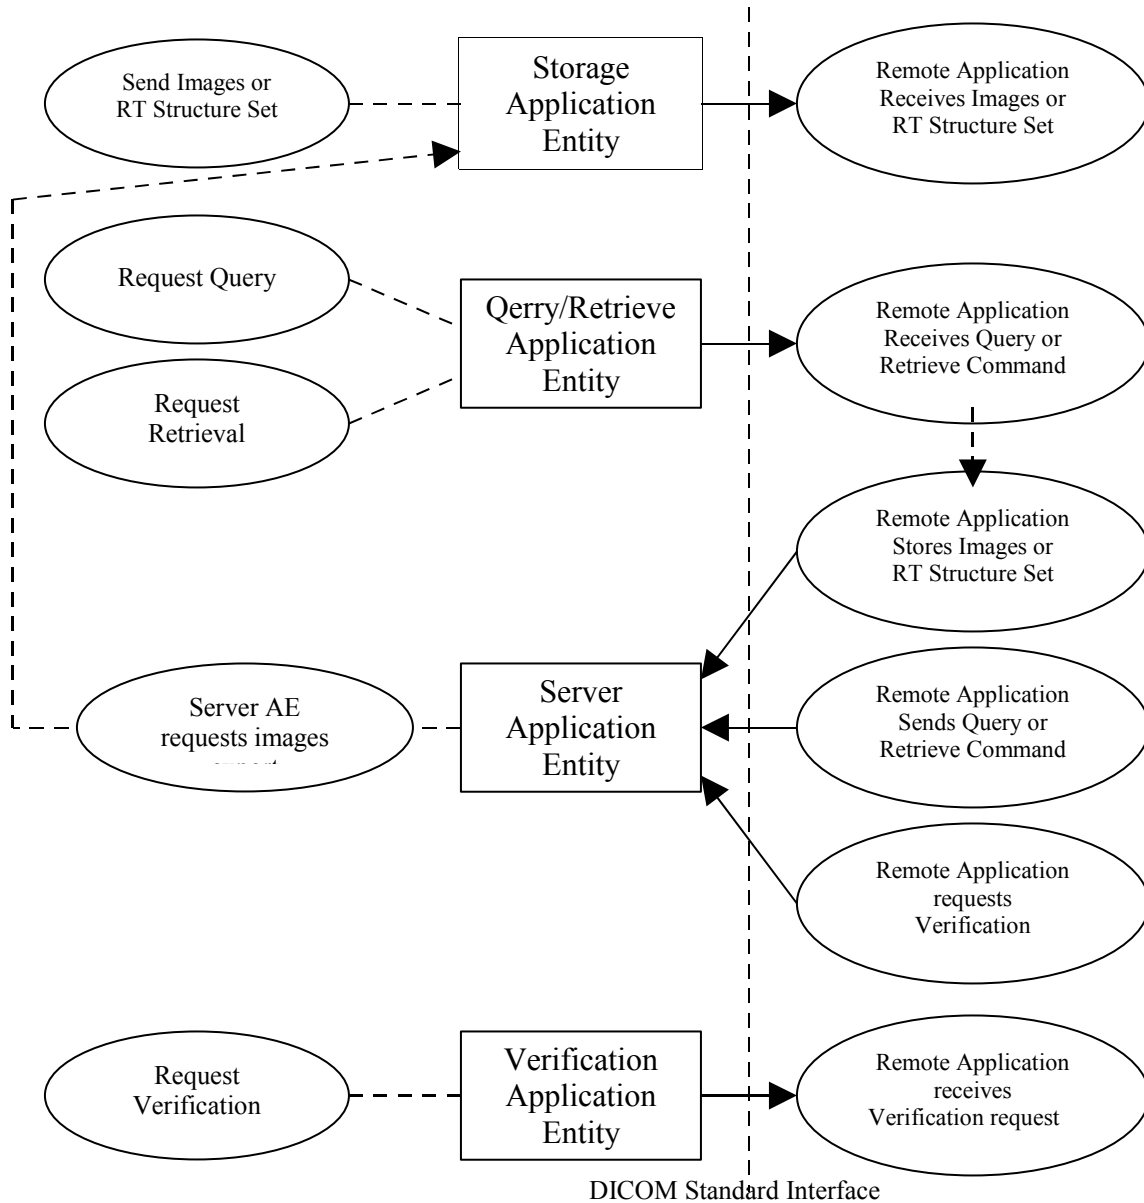 Send Images or
RT Structure Set
Storage
Application
Entity
Remote Application
Receives Images or
RT Structure Set
Request Query
Request
Retrieval
Qerry/Retrieve
Application
Entity
Remote Application
Receives Query or
Retrieve Command
Remote Application
Stores Images or
RT Structure Set
Server AE
requests images
Server
Application
Entity
Remote Application
Sends Query or
Retrieve Command
Remote Application
requests
Verification
Request
Verification
Verification
Application
Entity
Remote Application
receives
Verification request
DICOM Standard Interface